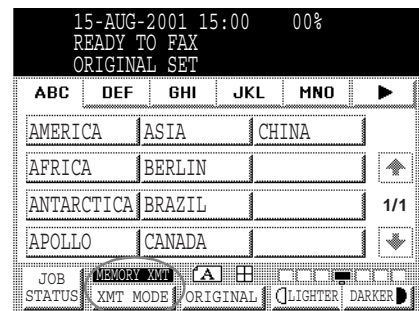 15-AUG-2001 15:00 00%
READY TO FAX
ORIGINAL SET
ABC DEF GHI JKL MNO
AMERICA ASIA CHINA
AFRICA BERLIN
ANTARCTICA BRAZIL 1/1
APOLLO CANADA
JOB STATUS MEMORY XMT A
XMT MODE ORIGINAL LIGHTER DARKER